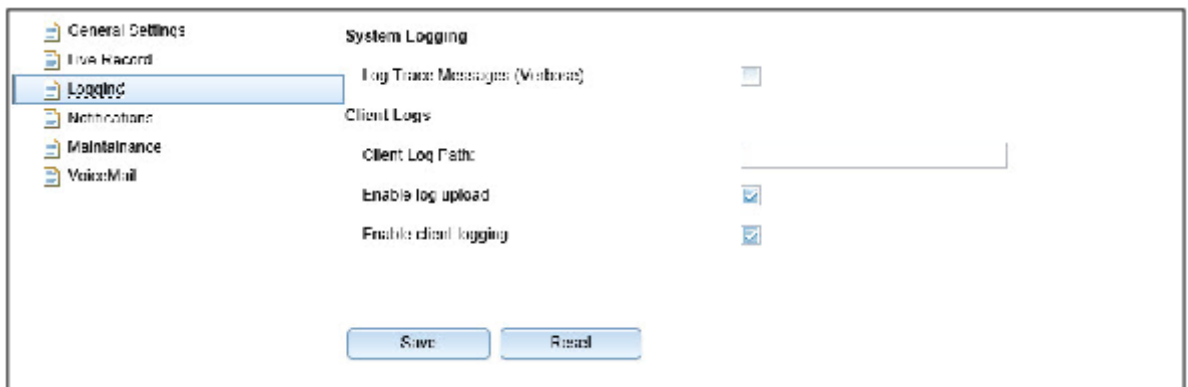 General Settings
Live Record
Logging
Notifications
Maintainance
VoiceMail
System Logging
Log Trace Messages (Verbose)
Client Logs
Client Log Path:
Enable log upload
Enable client logging
Save
Reset